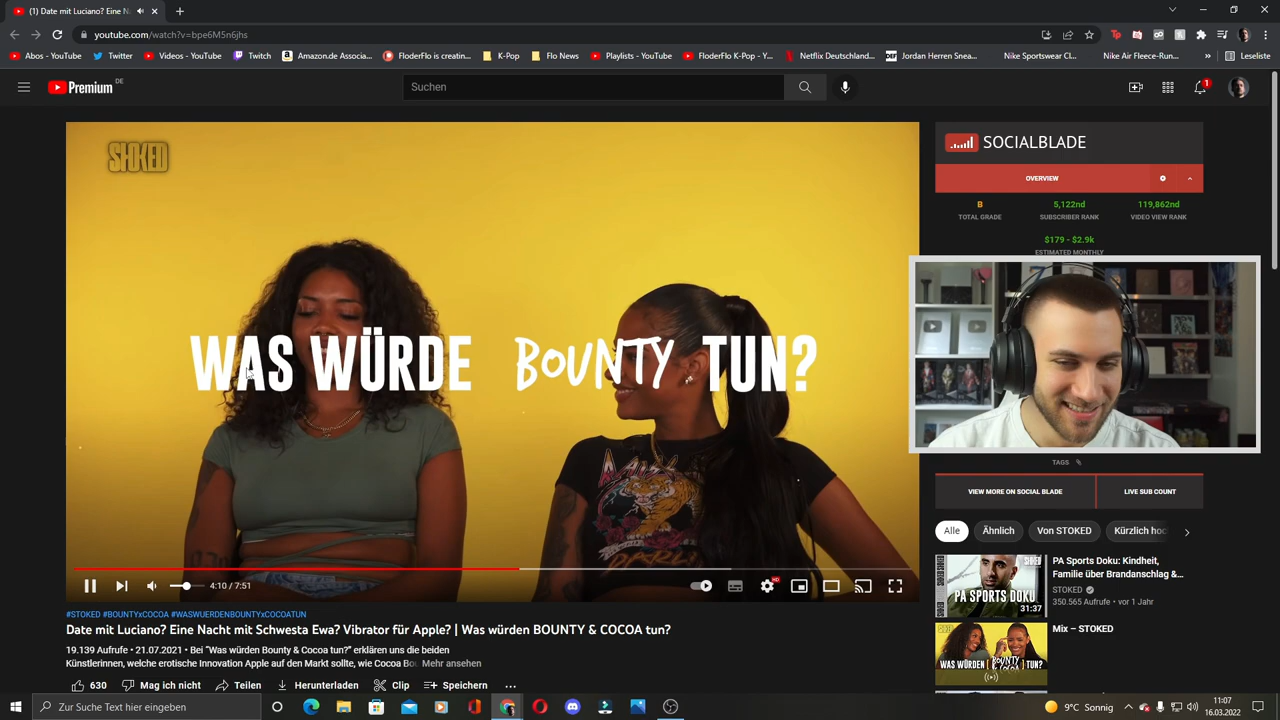 (1) Date mit Luciano? Eine N
youtube.com/watch?v=bpe6M5n6jhs
Abos - YouTube
Twitter
Videos - YouTube
Twitch
Amazon.de Associa...
FloderFlo is creatin...
K-Pop
Flo News
Playlists - YouTube
FloderFlo K-Pop - Y...
Netflix Deutschland...
Jordan Herren Snea...
Nike Sportswear Cl...
Nike Air Fleece-Run...
»
Leseliste
Premium DE
Suchen
1
STOKED
WAS WÜRDE BOUNTY TUN?
4:10 / 7:51
HD
#STOKED #BOUNTYxCOCOA #WASWUERDENBOUNTYxCOCOATUN
Date mit Luciano? Eine Nacht mit Schwesta Ewa? Vibrator für Apple? | Was würden BOUNTY & COCOA tun?
19.139 Aufrufe • 21.07.2021 • Bei "Was würden Bounty & Cocoa tun?" erklären uns die beiden
Künstlerinnen, welche erotische Innovation Apple auf den Markt sollte, wie Cocoa Bou Mehr ansehen
630
Mag ich nicht
Teilen
Herunterladen
Clip
Speichern
SOCIALBLADE
OVERVIEW
B
TOTAL GRADE
5,122nd
SUBSCRIBER RANK
119,862nd
VIDEO VIEW RANK
$179 - $2.9k
ESTIMATED MONTHLY
TAGS
VIEW MORE ON SOCIAL BLADE
LIVE SUB COUNT
Alle
Ähnlich
Von STOKED
Kürzlich hoc
PA SPORTS DOKU
31:37
PA Sports Doku: Kindheit,
Familie über Brandanschlag &...
STOKED
350.565 Aufrufe • vor 1 Jahr
WAS WÜRDEN BOUNTY & COCOA TUN?
Mix – STOKED
Zur Suche Text hier eingeben
9°C Sonnig
11:07
16.03.2022